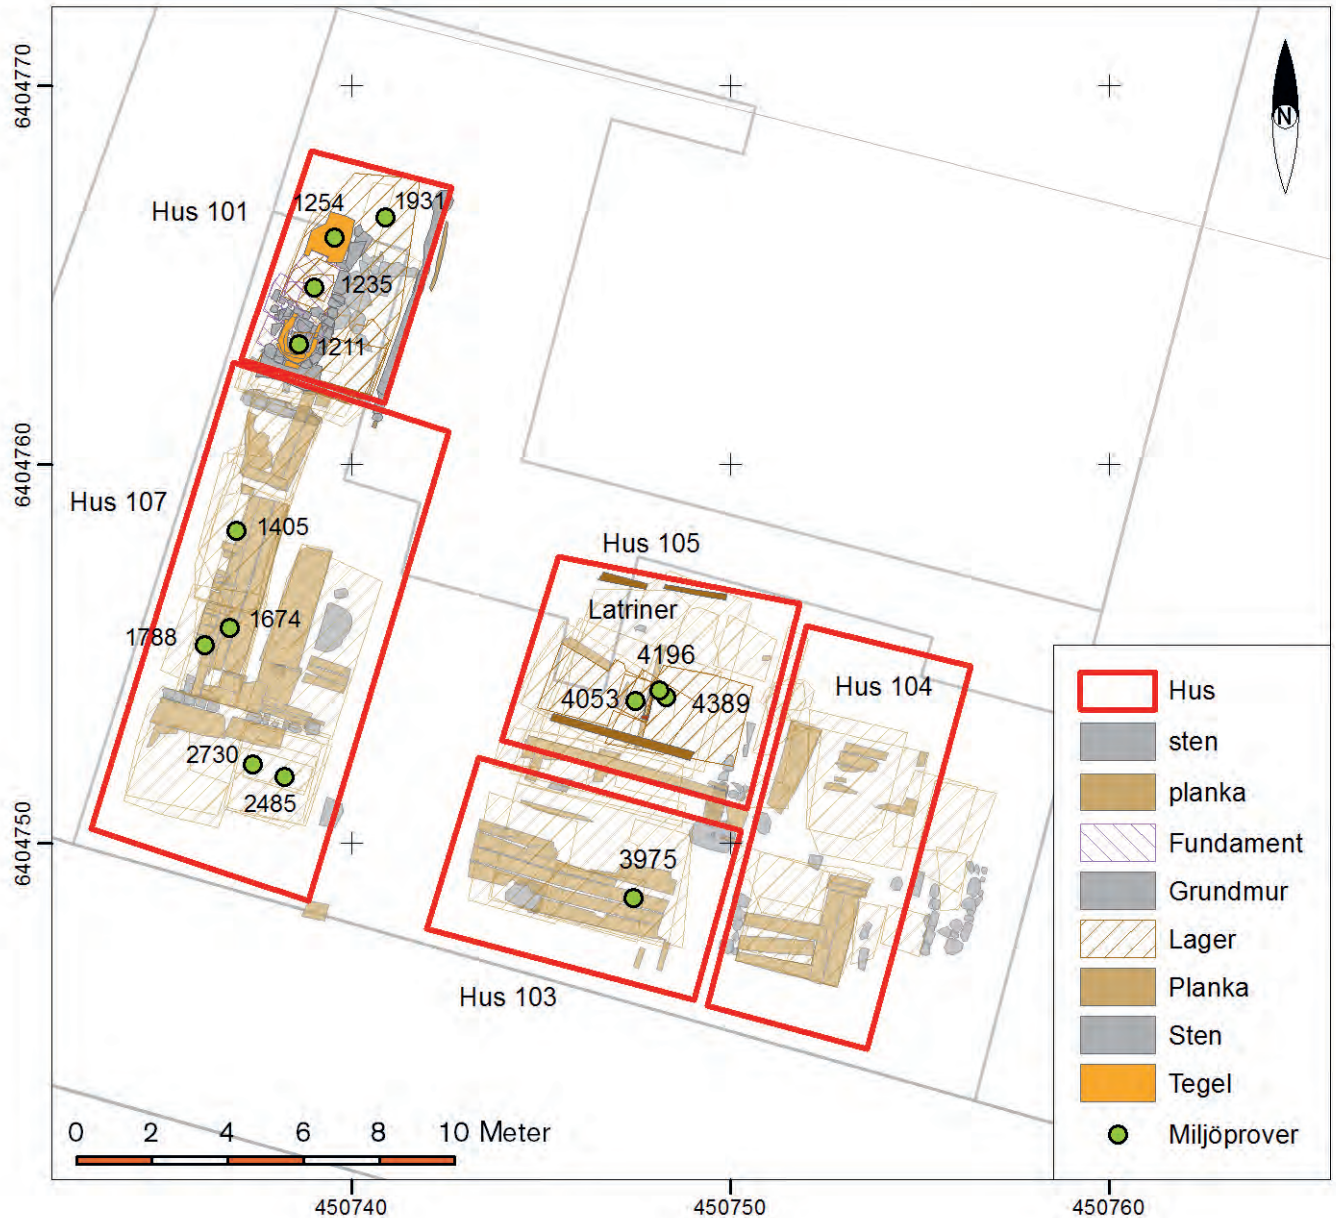 6404770
6404760
6404750
N
1254
1931
Hus 101
1235
1211
Hus 107
1405
Hus 105
Latriner
1674
1788
4196
4053
4389
Hus 104
2730
2485
3975
Hus 103
Hus
sten
planka
Fundament
Grundmur
Lager
Planka
Sten
Tegel
Miljöprover
0 2 4 6 8 10 Meter
450740 450750 450760